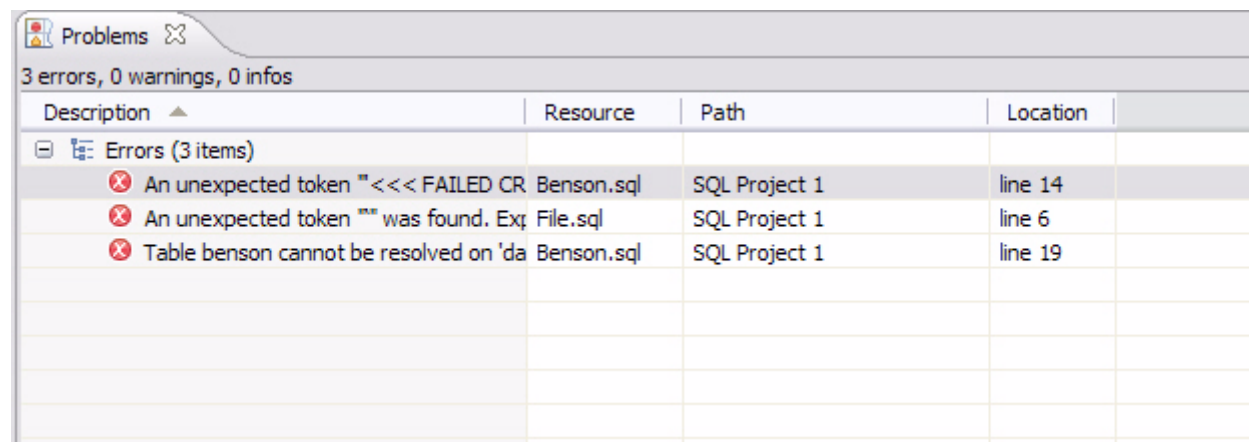 Problems
3 errors, 0 warnings, 0 infos
Description Resource Path Location
Errors (3 items)
An unexpected token "'<<< FAILED CR Benson.sql SQL Project 1 line 14
An unexpected token "'" was found. Exp File.sql SQL Project 1 line 6
Table benson cannot be resolved on 'da Benson.sql SQL Project 1 line 19